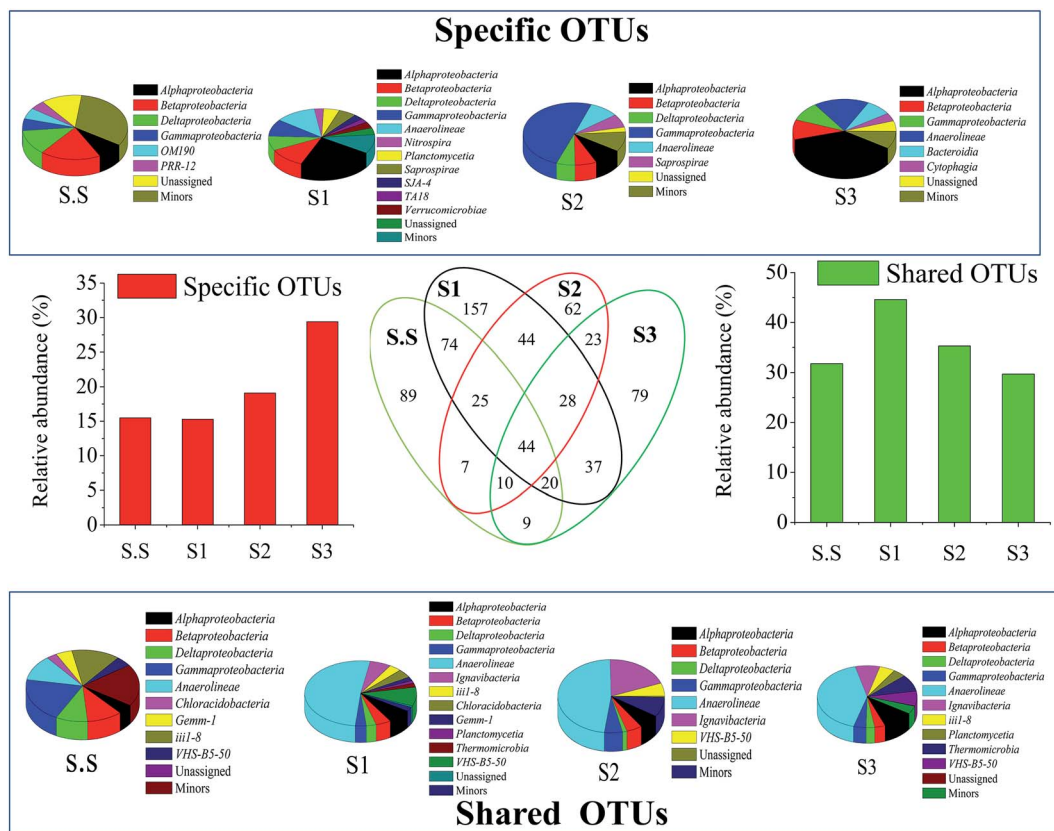 Specific OTUs
Alphaproteobacteria
Betaproteobacteria
Deltaproteobacteria
Gammaproteobacteria
OM190
PRR-12
Unassigned
Minors
S.S
Alphaproteobacteria
Betaproteobacteria
Deltaproteobacteria
Gammaproteobacteria
Anaerolineae
Nitrospira
Planctomycetia
Saprospirae
SJA-4
TA18
Verrucomicrobiae
Unassigned
Minors
S1
Alphaproteobacteria
Betaproteobacteria
Deltaproteobacteria
Gammaproteobacteria
Anaerolineae
Saprospirae
Unassigned
Minors
S2
Alphaproteobacteria
Betaproteobacteria
Gammaproteobacteria
Anaerolineae
Bacteroidia
Cytophagia
Unassigned
Minors
S3
Relative abundance (%)
35
30
25
20
15
10
5
0
Specific OTUs
S.S
S1
S2
S3
S1
S2
157
62
S.S
74
44
23
S3
89
25
28
79
44
7
10
20
37
9
Relative abundance (%)
50
40
30
20
10
0
Shared OTUs
S.S
S1
S2
S3
Alphaproteobacteria
Betaproteobacteria
Deltaproteobacteria
Gammaproteobacteria
Anaerolineae
Chloracidobacteria
Gemm-1
iii1-8
VHS-B5-50
Unassigned
Minors
S.S
Alphaproteobacteria
Betaproteobacteria
Deltaproteobacteria
Gammaproteobacteria
Anaerolineae
Ignavibacteria
iii1-8
Chloracidobacteria
Gemm-1
Planctomycetia
Thermomicrobia
VHS-B5-50
Unassigned
Minors
S1
Alphaproteobacteria
Betaproteobacteria
Deltaproteobacteria
Gammaproteobacteria
Anaerolineae
Ignavibacteria
VHS-B5-50
Unassigned
Minors
S2
Alphaproteobacteria
Betaproteobacteria
Deltaproteobacteria
Gammaproteobacteria
Anaerolineae
Ignavibacteria
iii1-8
Planctomycetia
Thermomicrobia
VHS-B5-50
Unassigned
Minors
S3
Shared OTUs